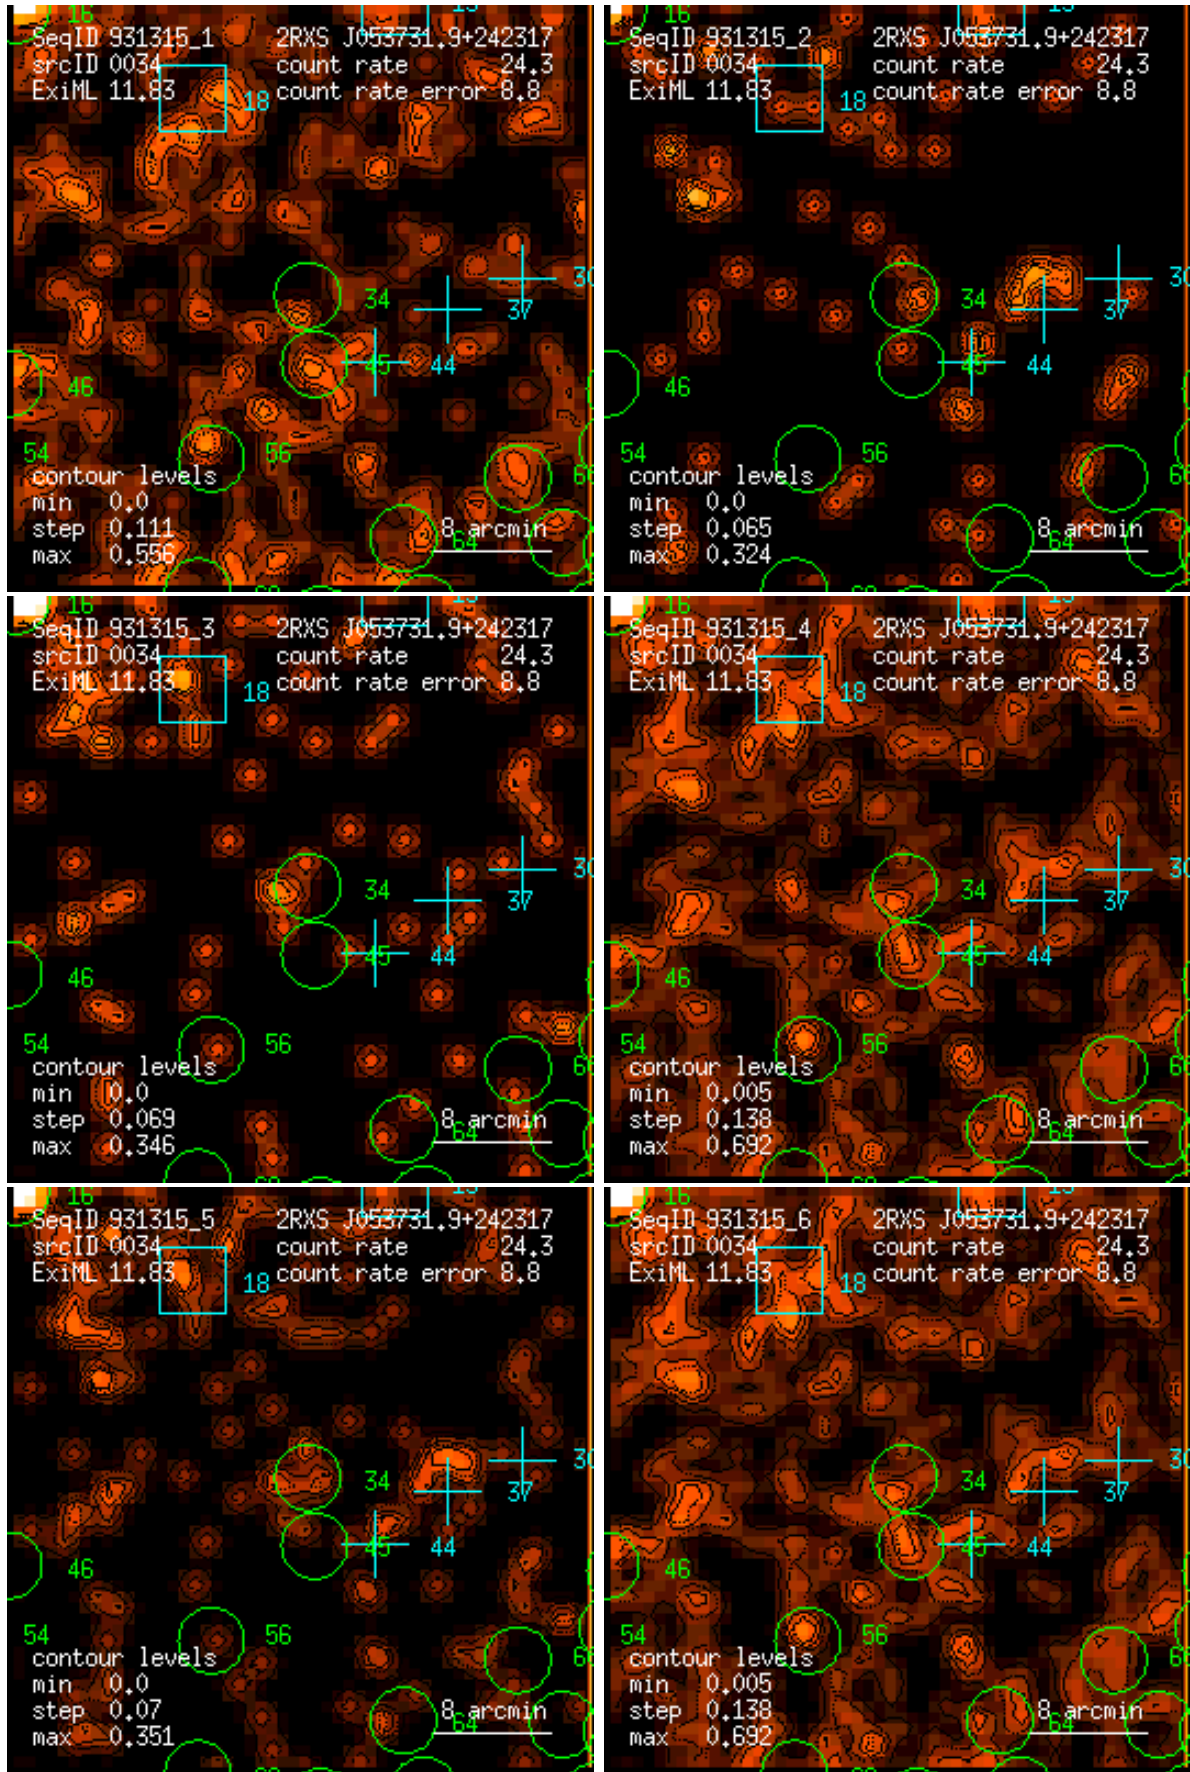 16 13
SeqID 931315_1 2RXS J053731.9+242317
srcID 0034 count rate 24.3
ExiML 11.83 18 count rate error 8.8
30
34 37
45 44
46
54 56
contour levels 6
min 0.0
step 0.111 8 arcmin
max 0.556 64
16 13
SeqID 931315_2 2RXS J053731.9+242317
srcID 0034 count rate 24.3
ExiML 11.83 18 count rate error 8.8
30
34 37
45 44
46
54 56
contour levels 6
min 0.0
step 0.065 8 arcmin
max 0.324 64
16 13
SeqID 931315_3 2RXS J053731.9+242317
srcID 0034 count rate 24.3
ExiML 11.83 18 count rate error 8.8
30
34 37
45 44
46
54 56
contour levels 6
min 0.0
step 0.069 8 arcmin
max 0.346 64
16 13
SeqID 931315_4 2RXS J053731.9+242317
srcID 0034 count rate 24.3
ExiML 11.83 18 count rate error 8.8
30
34 37
45 44
46
54 56
contour levels 6
min 0.005
step 0.138 8 arcmin
max 0.692 64
16 13
SeqID 931315_5 2RXS J053731.9+242317
srcID 0034 count rate 24.3
ExiML 11.83 18 count rate error 8.8
30
34 37
45 44
46
54 56
contour levels 6
min 0.0
step 0.07 8 arcmin
max 0.351 64
16 13
SeqID 931315_6 2RXS J053731.9+242317
srcID 0034 count rate 24.3
ExiML 11.83 18 count rate error 8.8
30
34 37
45 44
46
54 56
contour levels 6
min 0.005
step 0.138 8 arcmin
max 0.692 64